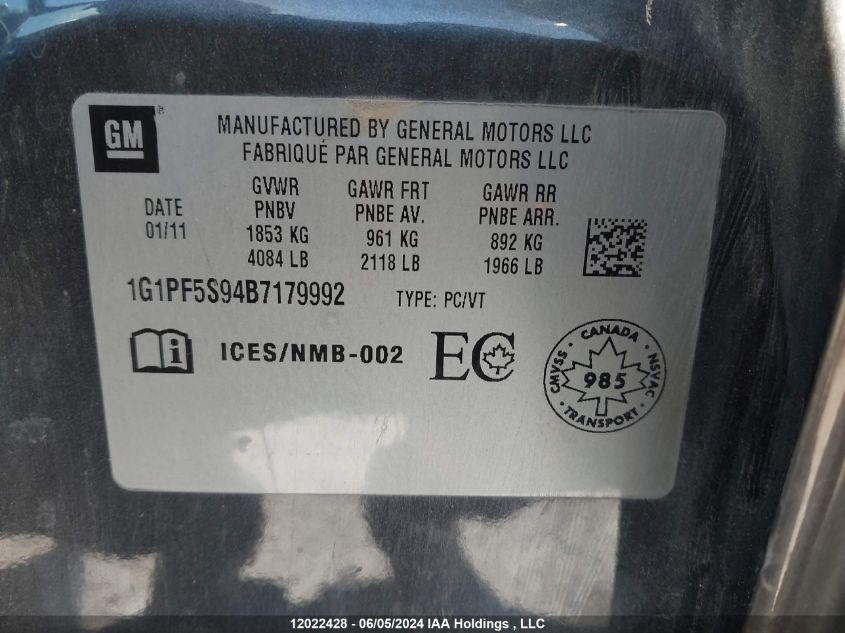 GM ®
MANUFACTURED BY GENERAL MOTORS LLC
FABRIQUÉ PAR GENERAL MOTORS LLC
DATE
01/11
GVWR
PNBV
1853 KG
4084 LB
GAWR FRT
PNBE AV.
961 KG
2118 LB
GAWR RR
PNBE ARR.
892 KG
1966 LB
1G1PF5S94B7179992 TYPE: PC/VT
i ICES/NMB-002 EC
CANADA
CMVSS 985 NSVAC
TRANSPORT
12022428 - 06/05/2024 IAA Holdings , LLC